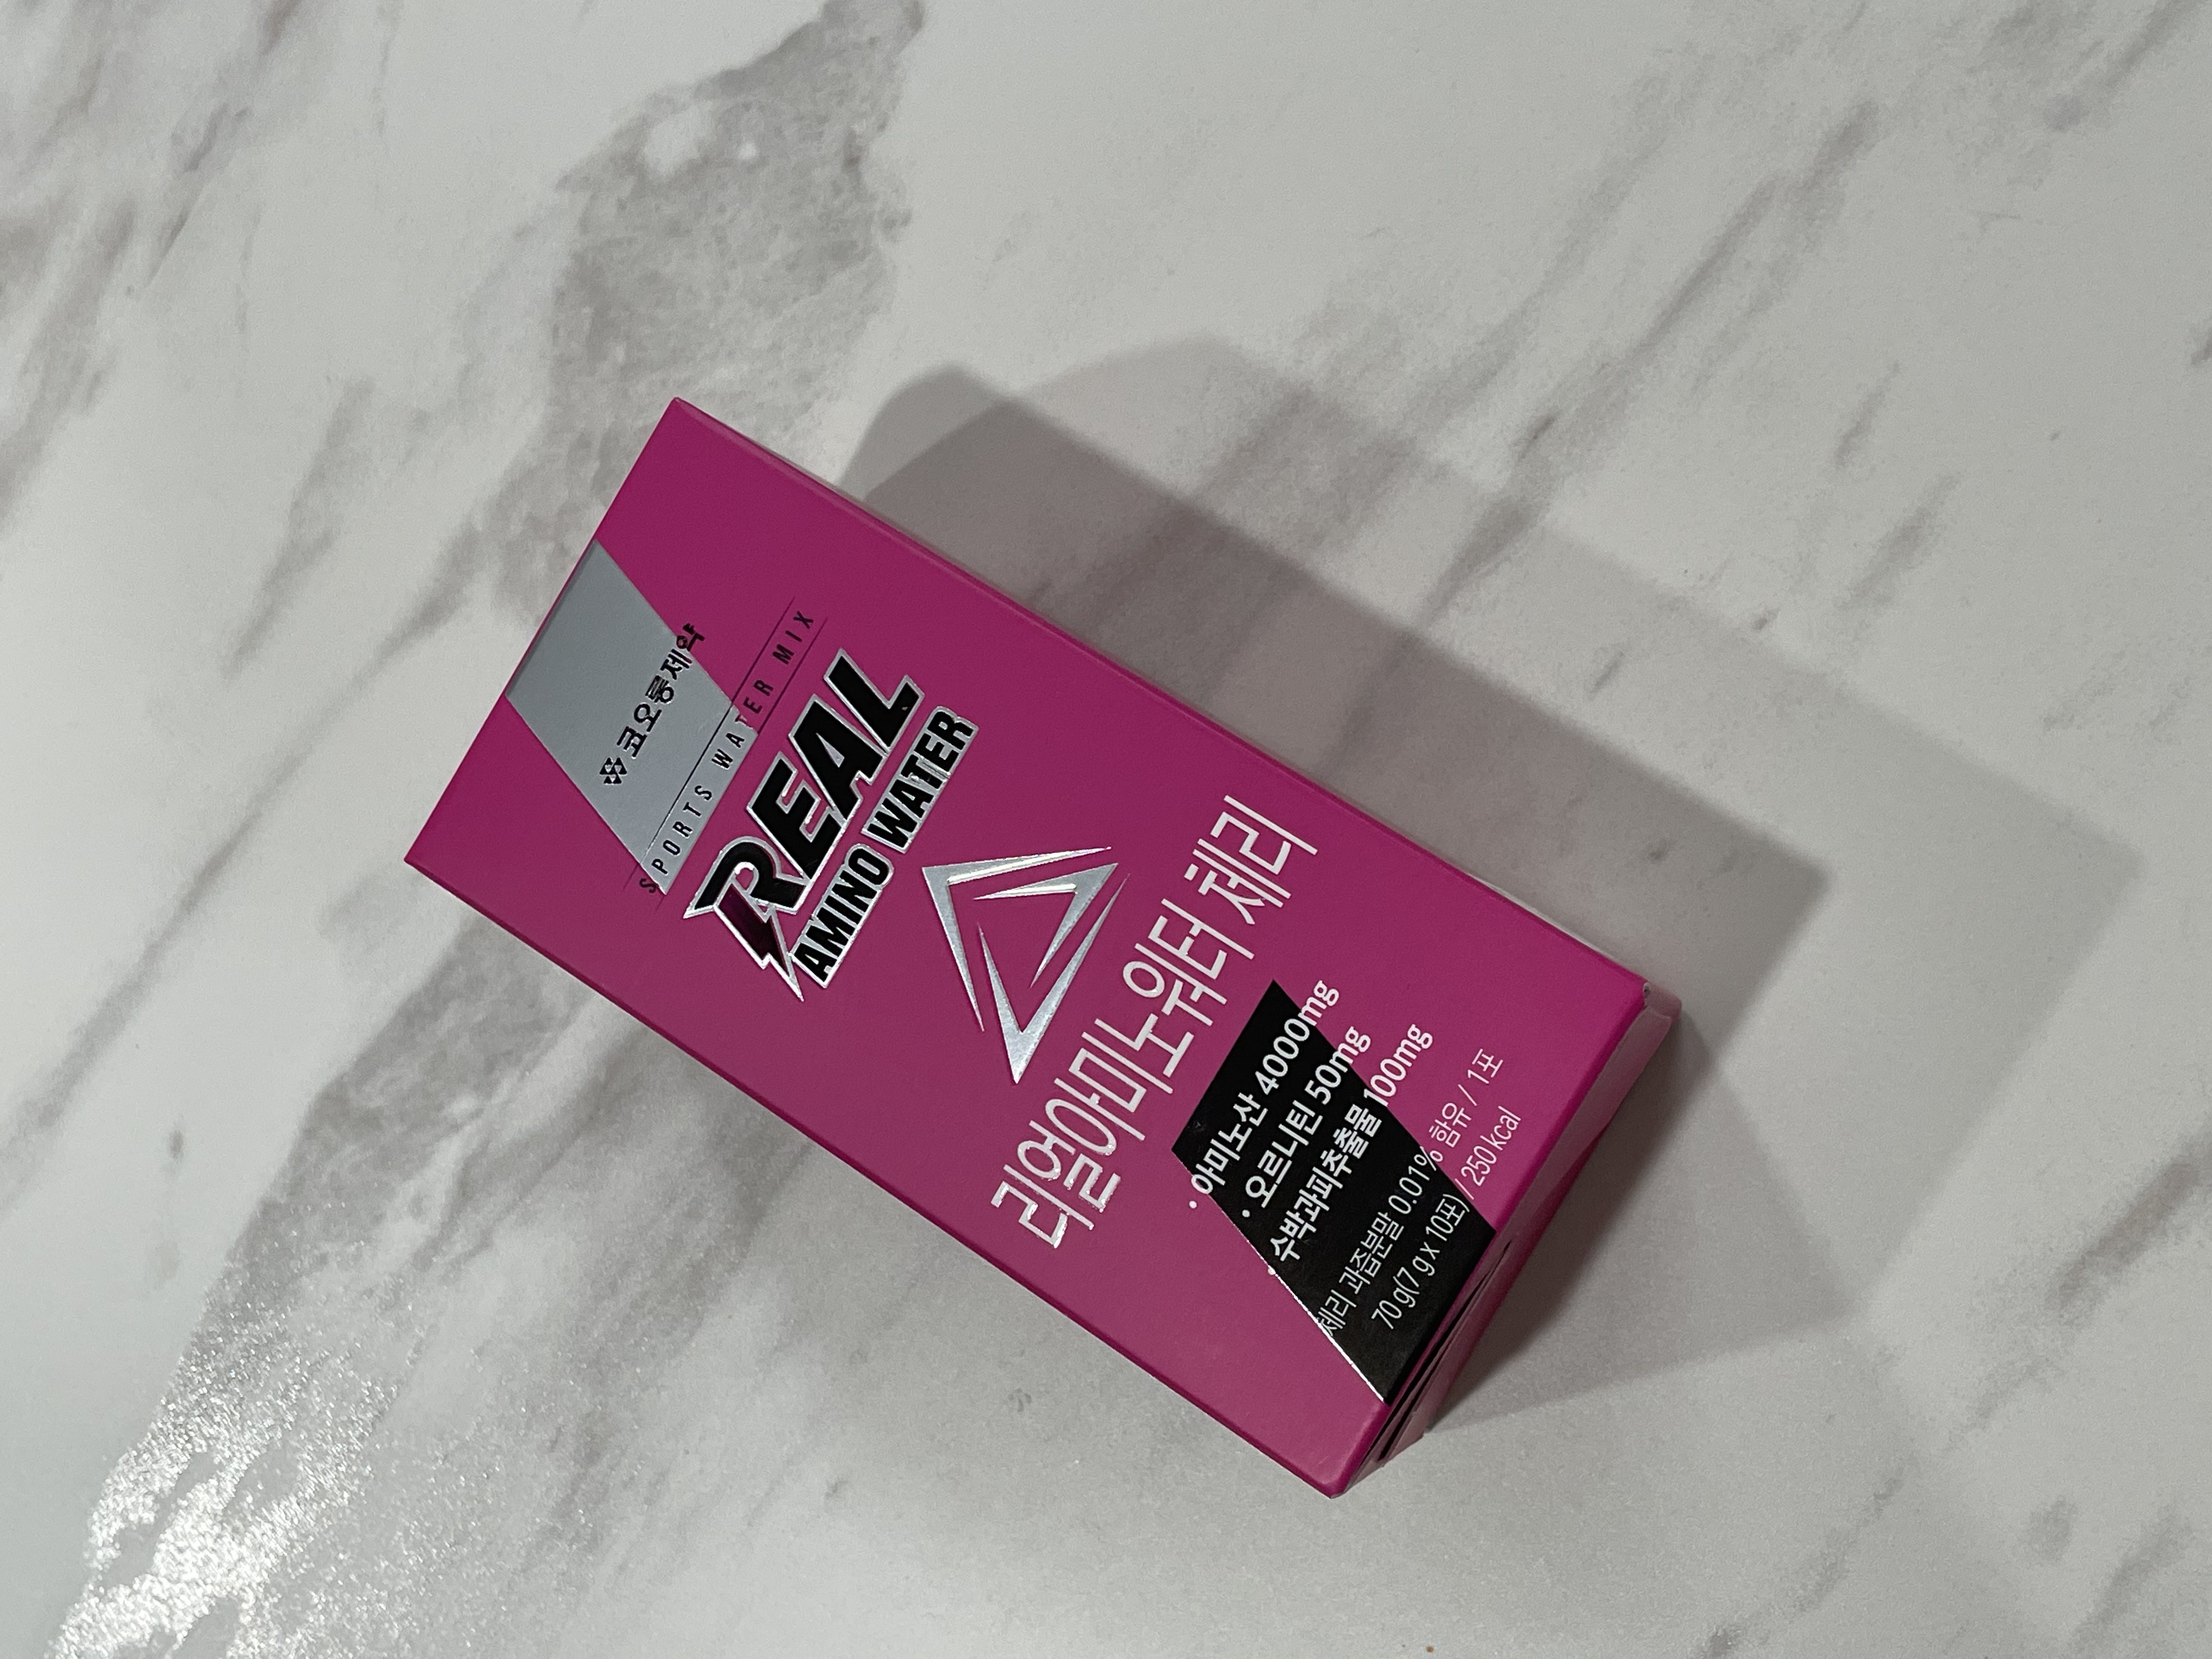 코오롱제약
SPORTS WATER MIX
REAL
AMINO WATER
리얼아미노워터 체리
• 아미노산 4000mg
• 오르니틴 50mg
• 수박과피추출물 100mg
체리 과즙분말 0.01% 함유 / 1포
70 g(7 g x 10포) / 250 kcal